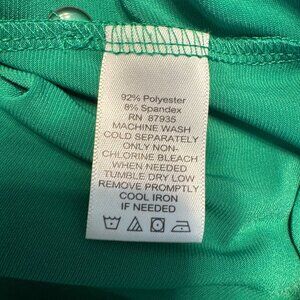 92% Polyester
8% Spandex
RN 87935
MACHINE WASH
COLD SEPARATELY
ONLY NON-
CHLORINE BLEACH
WHEN NEEDED
TUMBLE DRY LOW
REMOVE PROMPTLY
COOL IRON
IF NEEDED